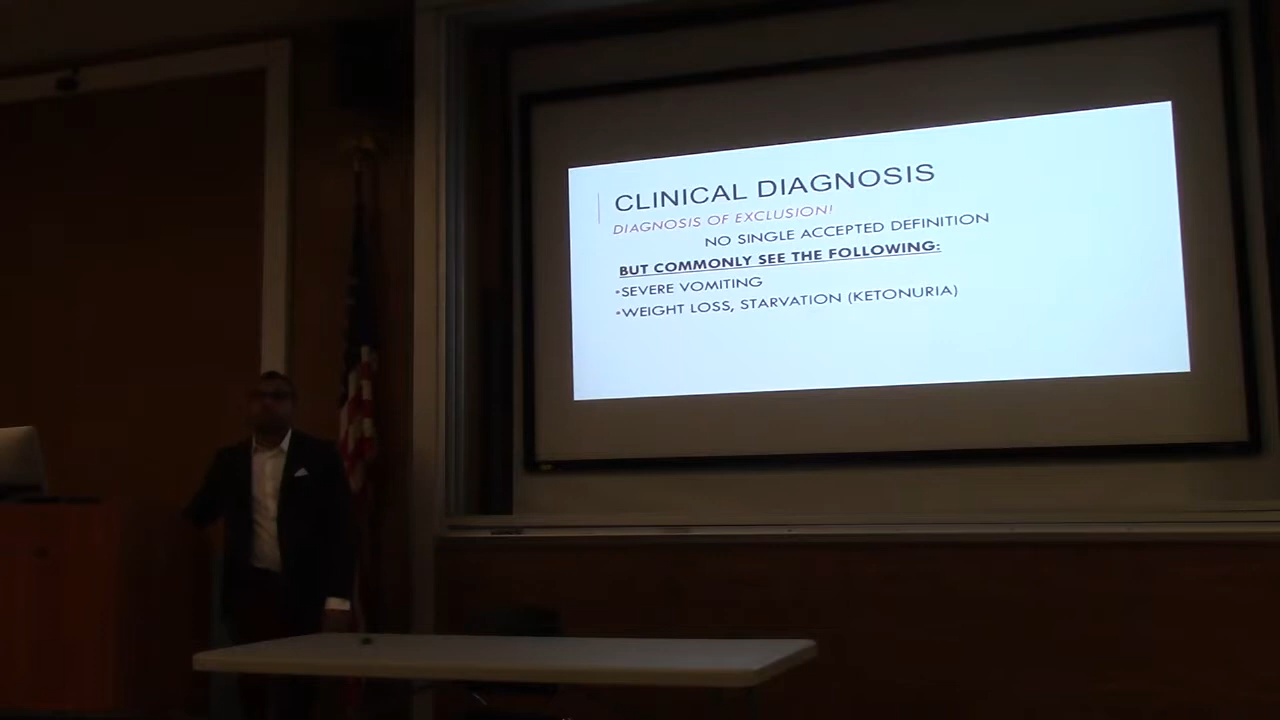 CLINICAL DIAGNOSIS
DIAGNOSIS OF EXCLUSION!
NO SINGLE ACCEPTED DEFINITION
BUT COMMONLY SEE THE FOLLOWING:
•SEVERE VOMITING
•WEIGHT LOSS, STARVATION (KETONURIA)